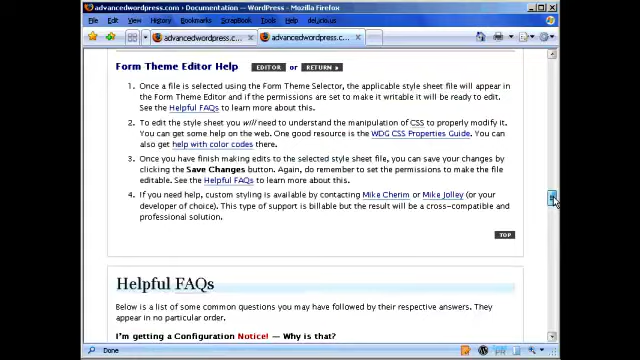 advancedwordpress.com › Documentation — WordPress - Mozilla Firefox
File Edit View History Bookmarks ScrapBook Tools Help del.icio.us
advancedwordpress.com... advancedwordpress.com...
Form Theme Editor Help EDITOR or RETURN »
1. Once a file is selected using the Form Theme Selector, the applicable style sheet file will appear in
the Form Theme Editor and if the permissions are set to make it writable it will be ready to edit.
See the Helpful FAQs to learn more about this.
2. To edit the style sheet you will need to understand the manipulation of CSS to properly modify it.
You can get some help on the web. One good resource is the WDG CSS Properties Guide. You can
also get help with color codes there.
3. Once you have finish making edits to the selected style sheet file, you can save your changes by
clicking the Save Changes button. Again, do remember to set the permissions to make the file
editable. See the Helpful FAQs to learn more about this.
4. If you need help, custom styling is available by contacting Mike Cherim or Mike Jolley (or your
developer of choice). This type of support is billable but the result will be a cross-compatible and
professional solution.
TOP
Helpful FAQs
Below is a list of some common questions you may have followed by their respective answers. They
appear in no particular order.
I'm getting a Configuration Notice! — Why is that?
Done